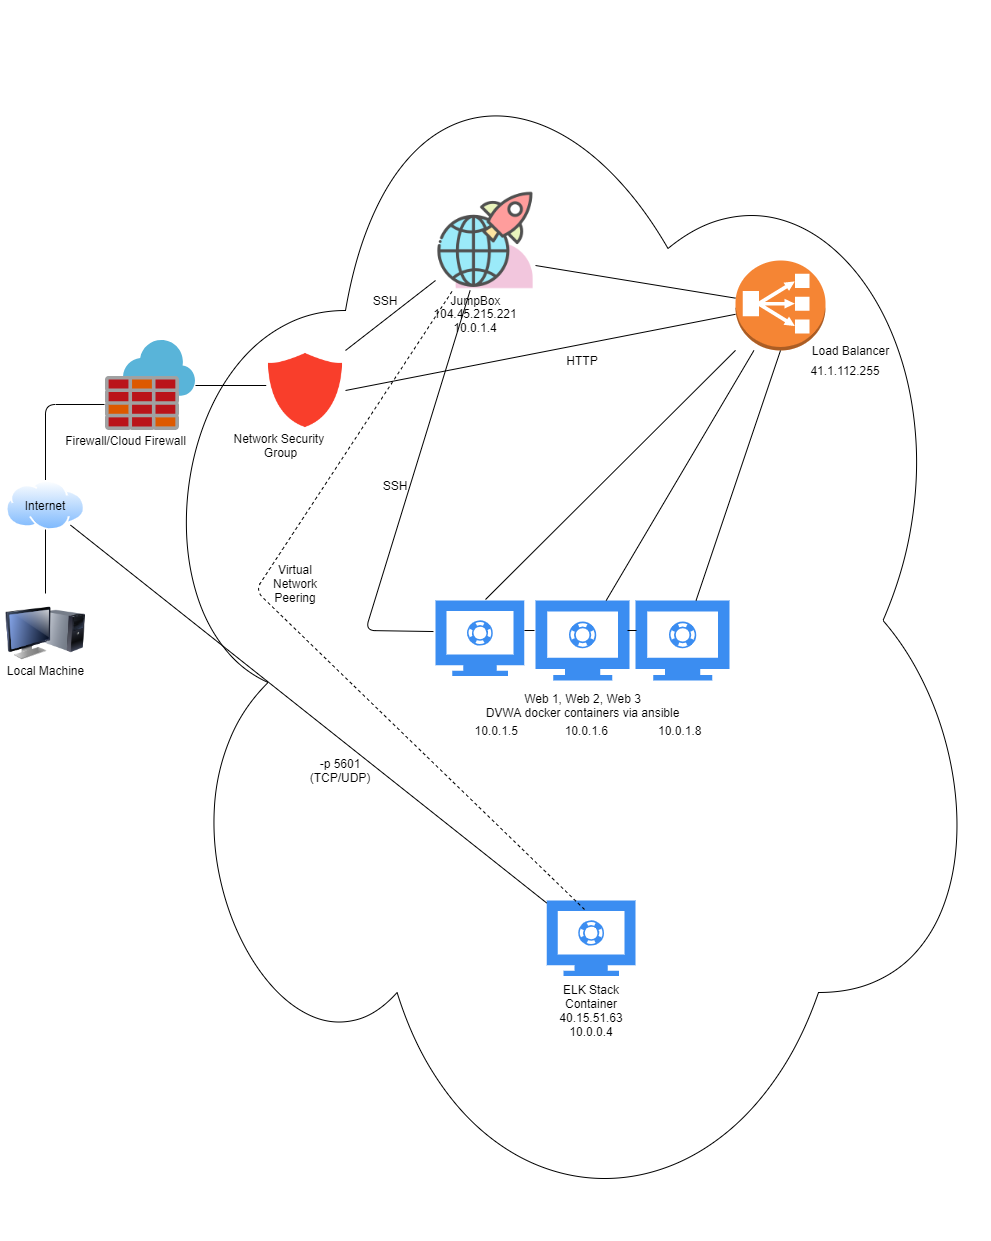 SSH
JumpBox
104.45.215.221
10.0.1.4
HTTP
Load Balancer
41.1.112.255
Firewall/Cloud Firewall
Network Security
Group
SSH
Internet
Virtual
Network
Peering
Local Machine
Web 1, Web 2, Web 3
DVWA docker containers via ansible
10.0.1.5
10.0.1.6
10.0.1.8
-p 5601
(TCP/UDP)
ELK Stack
Container
40.15.51.63
10.0.0.4